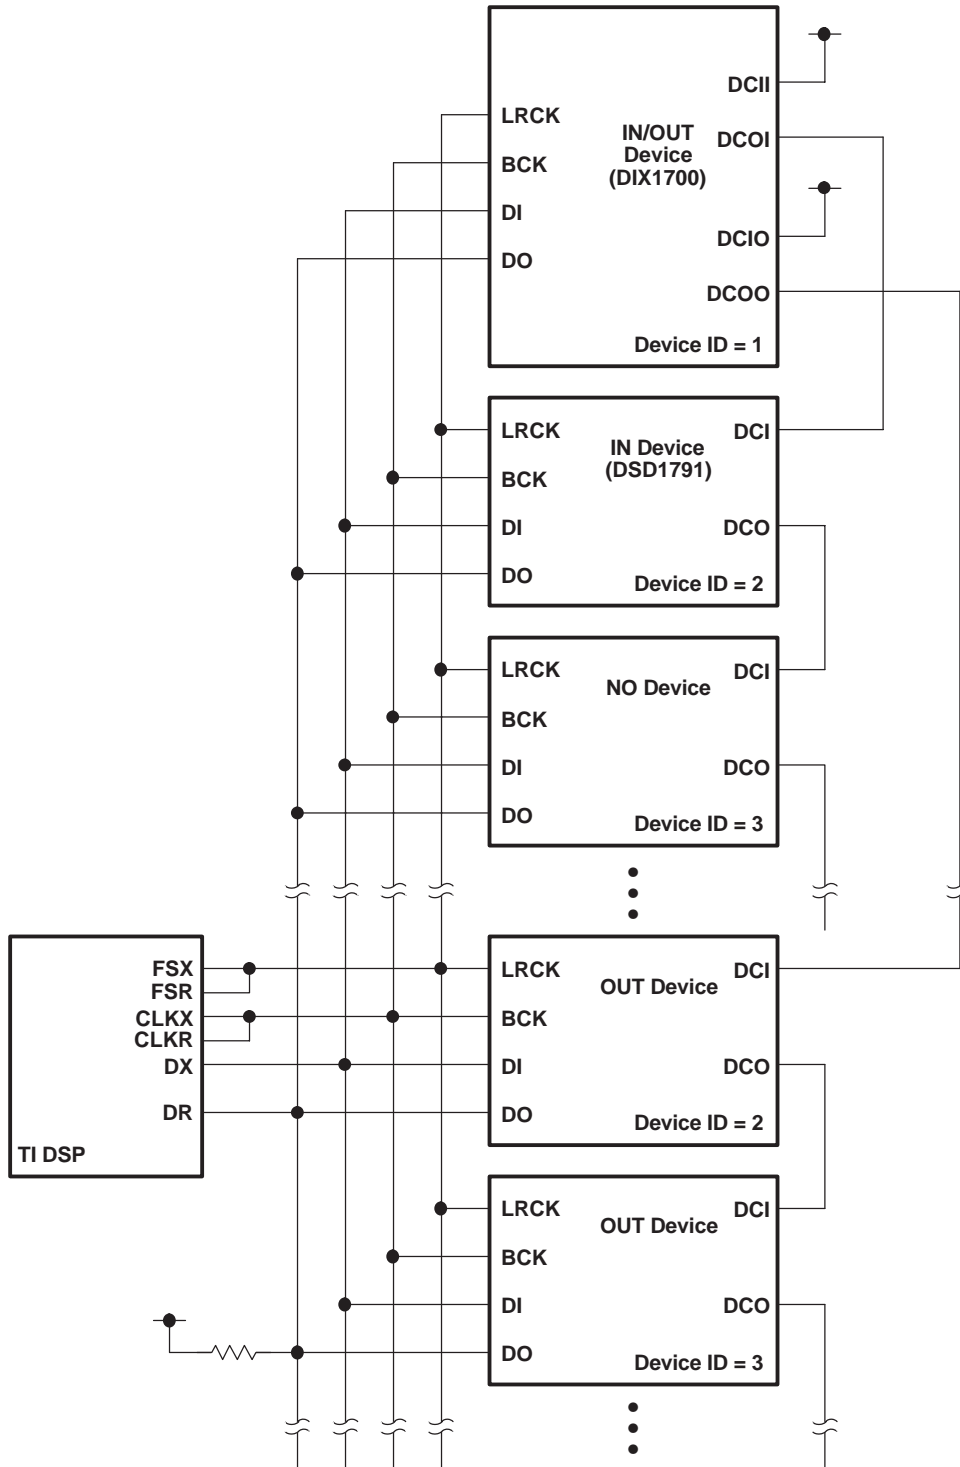 LRCK
BCK
DI
DO
IN/OUT
Device
(DIX1700)
DCII
DCOI
DCIO
DCOO
Device ID = 1
LRCK
BCK
DI
DO
IN Device
(DSD1791)
DCI
DCO
Device ID = 2
LRCK
BCK
DI
DO
NO Device
DCI
DCO
Device ID = 3
FSX
FSR
CLKX
CLKR
DX
DR
TI DSP
LRCK
BCK
DI
DO
OUT Device
DCI
DCO
Device ID = 2
LRCK
BCK
DI
DO
OUT Device
DCI
DCO
Device ID = 3